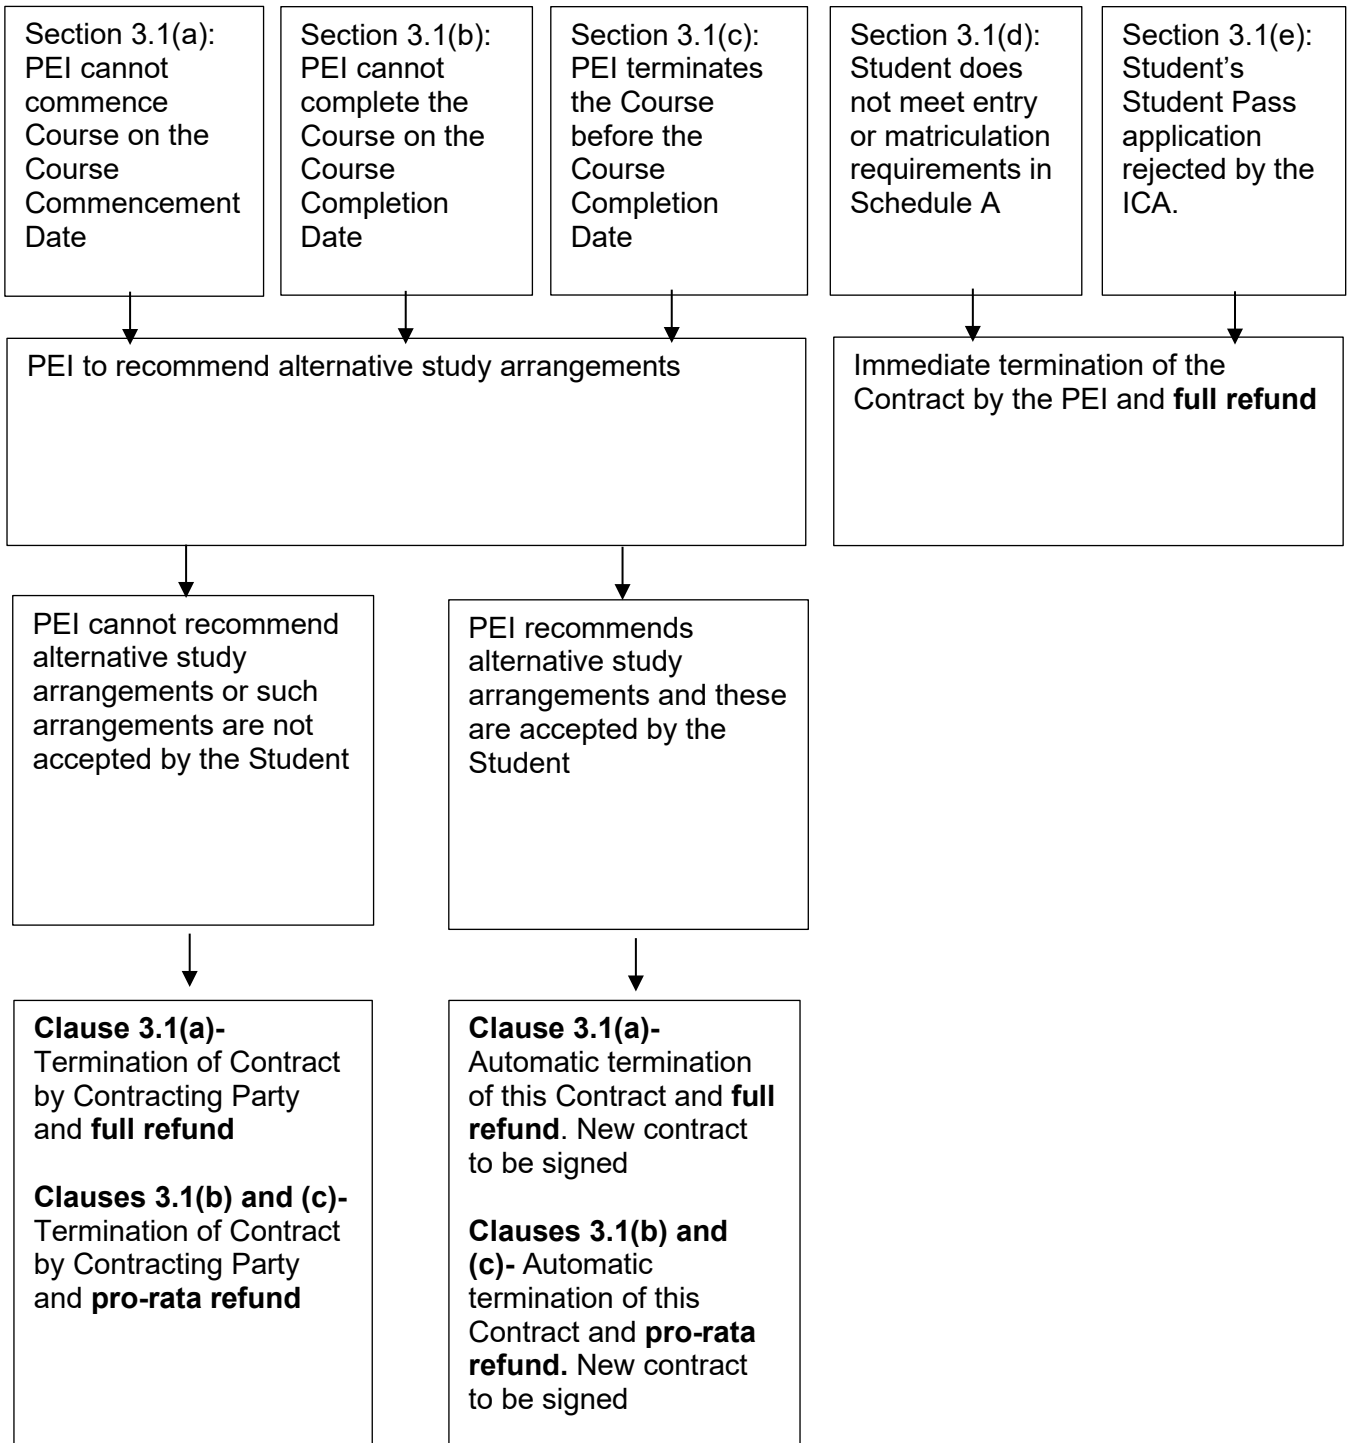 Section 3.1(a):
PEI cannot
commence
Course on the
Course
Commencement
Date
Section 3.1(b):
PEI cannot
complete the
Course on the
Course
Completion
Date
Section 3.1(c):
PEI terminates
the Course
before the
Course
Completion
Date
Section 3.1(d):
Student does
not meet entry
or matriculation
requirements in
Schedule A
Section 3.1(e):
Student’s
Student Pass
application
rejected by the
ICA.
PEI to recommend alternative study arrangements
Immediate termination of the
Contract by the PEI and full refund
PEI cannot recommend
alternative study
arrangements or such
arrangements are not
accepted by the Student
PEI recommends
alternative study
arrangements and these
are accepted by the
Student
Clause 3.1(a)-
Termination of Contract
by Contracting Party
and full refund
Clauses 3.1(b) and (c)-
Termination of Contract
by Contracting Party
and pro-rata refund
Clause 3.1(a)-
Automatic termination
of this Contract and full
refund. New contract
to be signed
Clauses 3.1(b) and
(c)- Automatic
termination of this
Contract and pro-rata
refund. New contract
to be signed